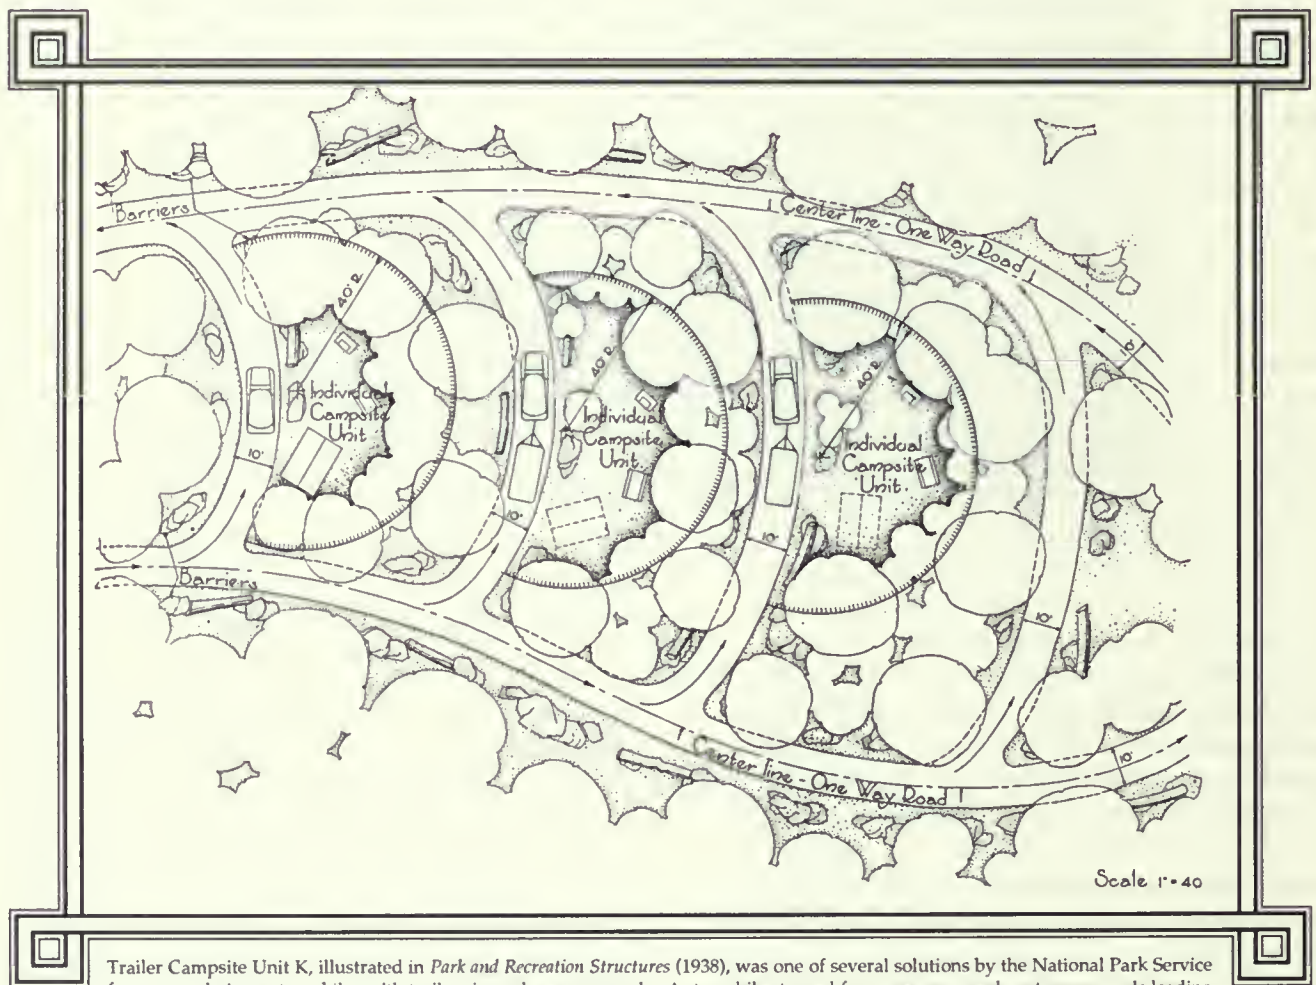 Barriers
Center line - One Way Road
40' R.
40' R.
40' R.
10'
Individual
Campsite
Unit
Individual
Campsite
Unit.
Individual
Campsite
Unit.
10'
10'
10'
10'
Barriers
Center line - One Way Road
10'
Scale 1" = 40
Trailer Campsite Unit K, illustrated in Park and Recreation Structures (1938), was one of several solutions by the National Park Service